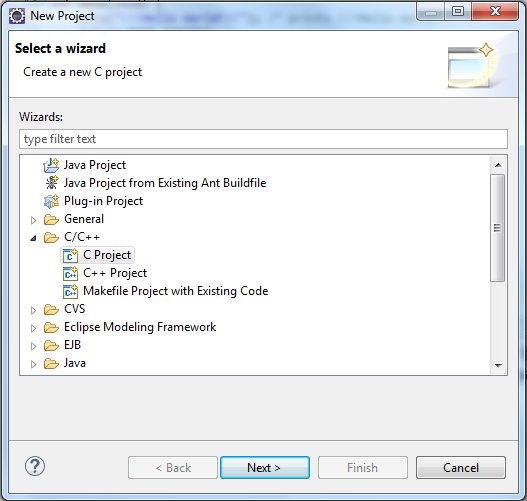 New Project
Select a wizard
Create a new C project
Wizards:
type filter text
Java Project
Java Project from Existing Ant Buildfile
Plug-in Project
General
C/C++
C Project
C++ Project
Makefile Project with Existing Code
CVS
Eclipse Modeling Framework
EJB
Java
< Back Next > Finish Cancel